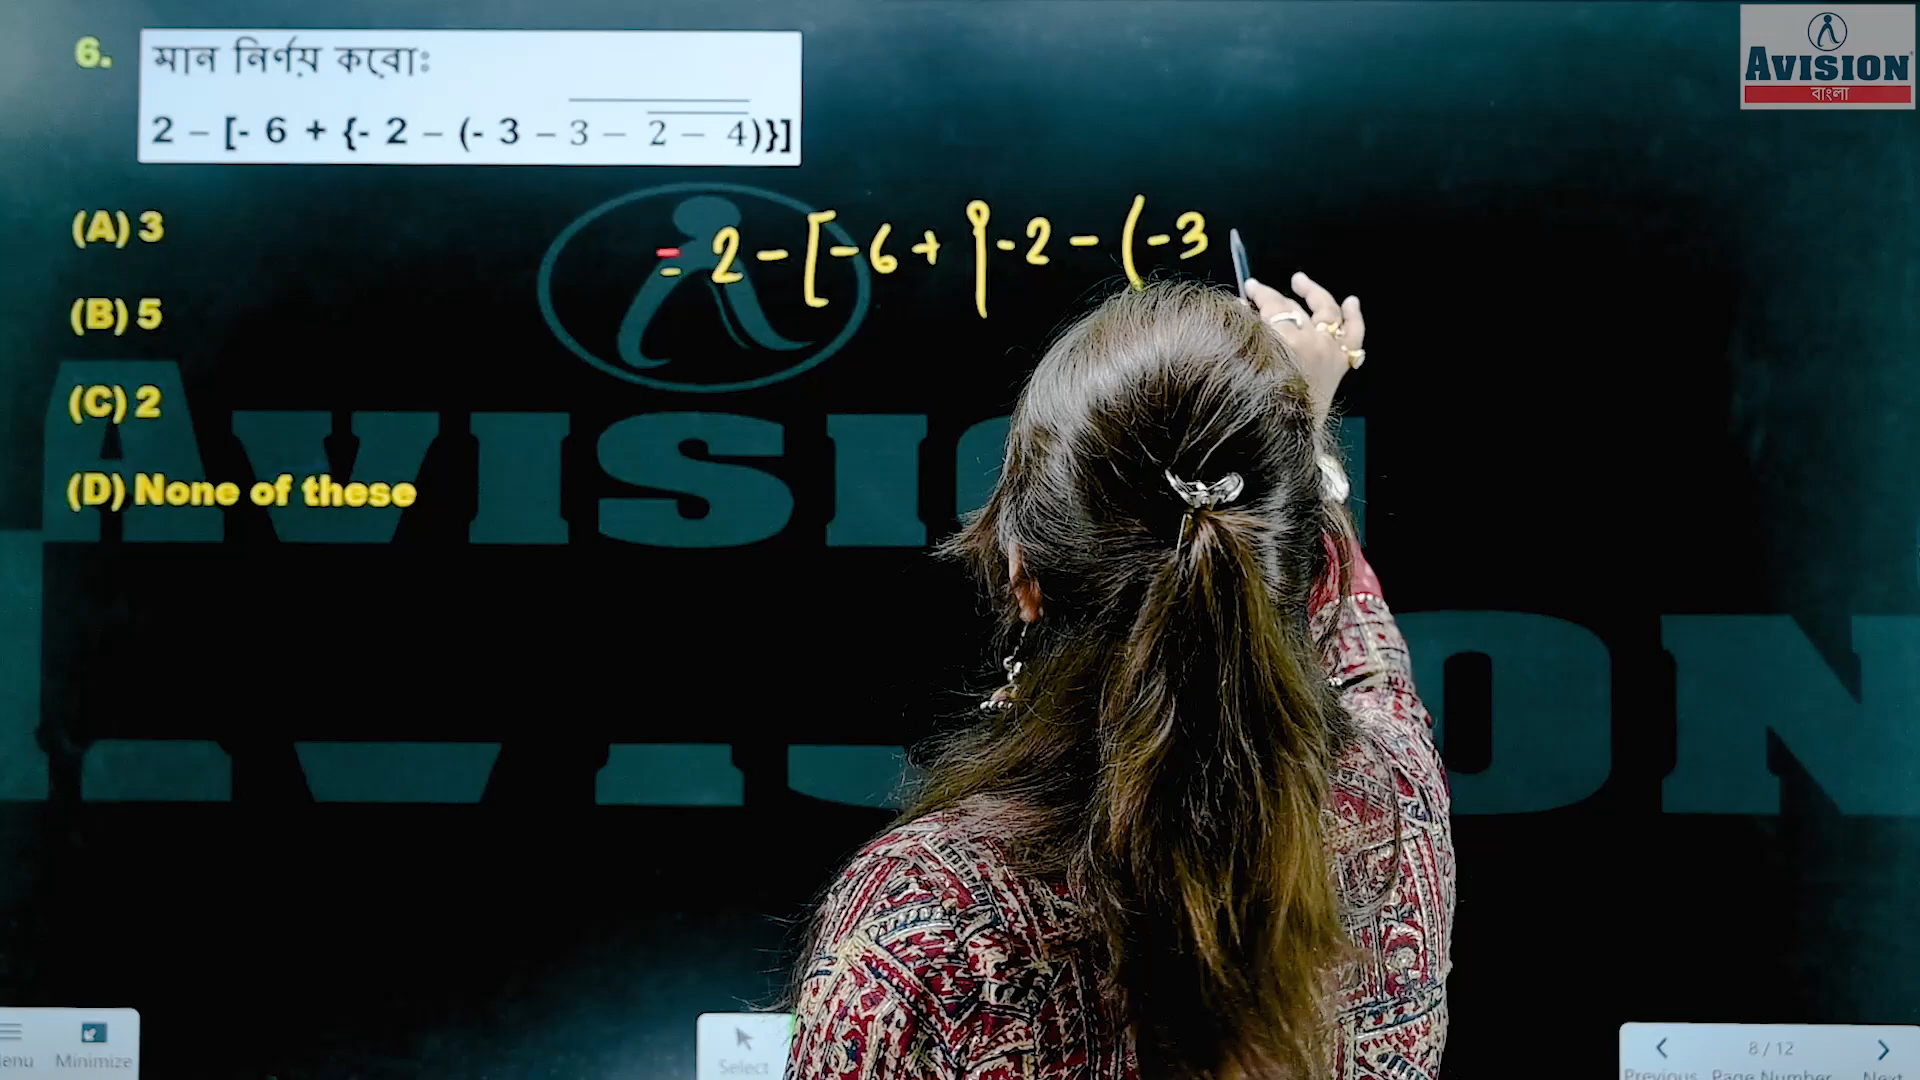 6.
মান নির্ণয় করো:
2 – [- 6 + {- 2 – (- 3 – 3 – 2 – 4)}]
(A) 3
(B) 5
(C) 2
(D) None of these
= 2 - [-6 + {-2 - (-3
AVISION
বাংলা
Minimize
Select
8 / 12
Previous
Page Number
Next